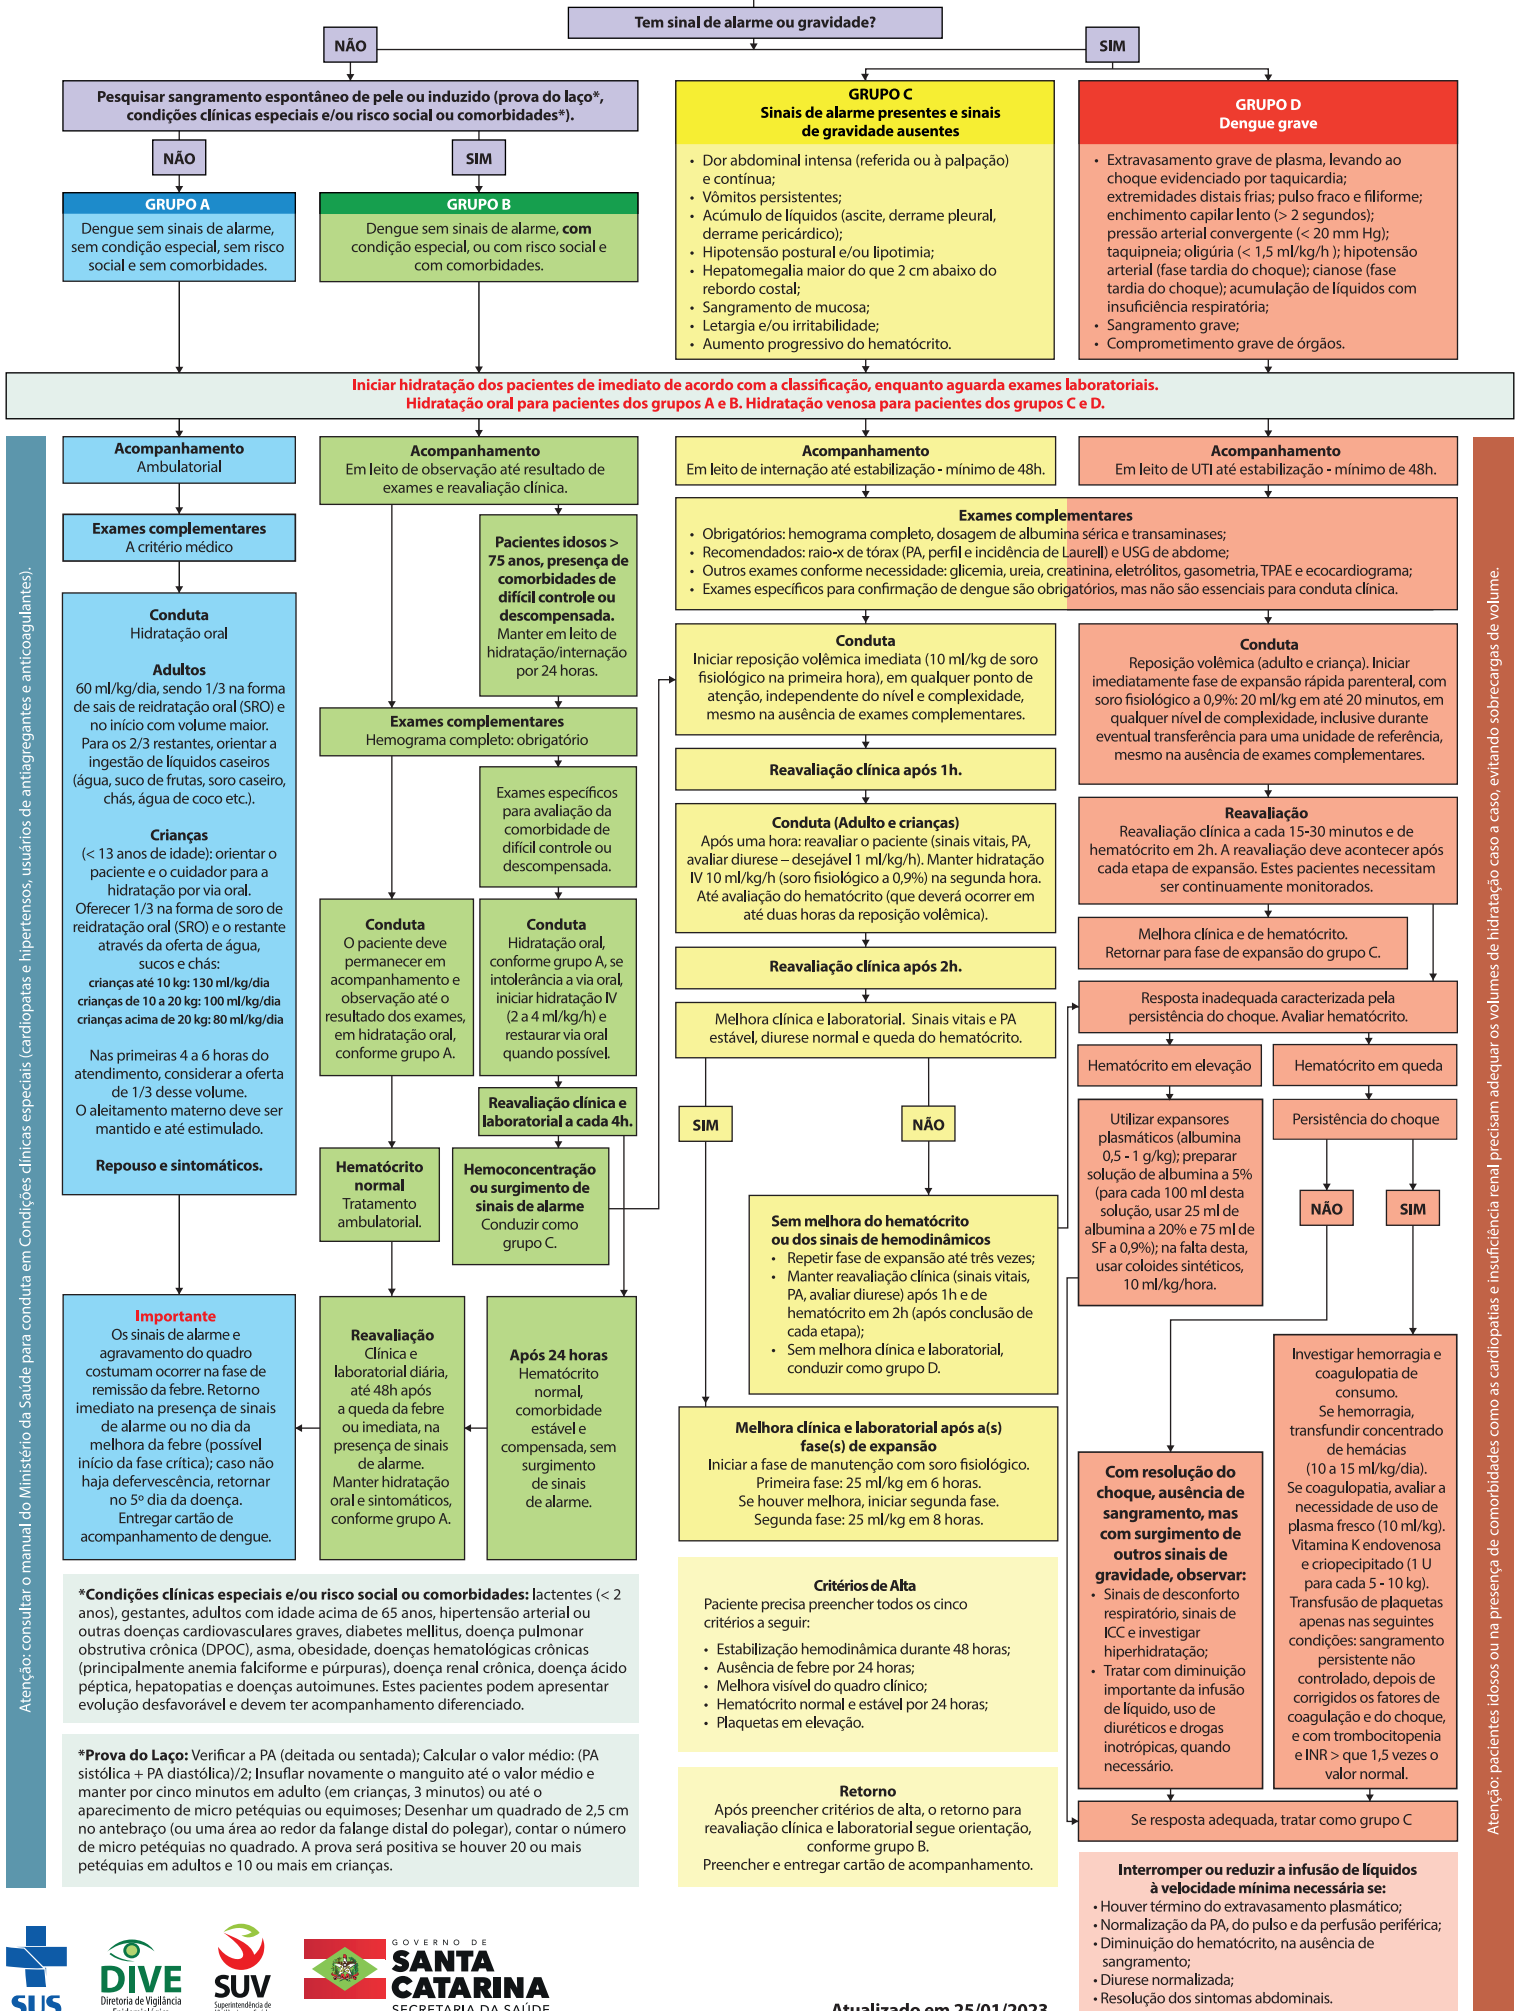 Tem sinal de alarme ou gravidade?
NÃO
SIM
Pesquisar sangramento espontâneo de pele ou induzido (prova do laço*,
condições clínicas especiais e/ou risco social ou comorbidades*).
NÃO
SIM
GRUPO A
Dengue sem sinais de alarme,
sem condição especial, sem risco
social e sem comorbidades.
GRUPO B
Dengue sem sinais de alarme, com
condição especial, ou com risco social e
com comorbidades.
GRUPO C
Sinais de alarme presentes e sinais
de gravidade ausentes
• Dor abdominal intensa (referida ou à palpação)
e contínua;
• Vômitos persistentes;
• Acúmulo de líquidos (ascite, derrame pleural,
derrame pericárdico);
• Hipotensão postural e/ou lipotimia;
• Hepatomegalia maior do que 2 cm abaixo do
rebordo costal;
• Sangramento de mucosa;
• Letargia e/ou irritabilidade;
• Aumento progressivo do hematócrito.
GRUPO D
Dengue grave
• Extravasamento grave de plasma, levando ao
choque evidenciado por taquicardia;
extremidades distais frias; pulso fraco e filiforme;
enchimento capilar lento (> 2 segundos);
pressão arterial convergente (< 20 mm Hg);
taquipneia; oligúria (< 1,5 ml/kg/h ); hipotensão
arterial (fase tardia do choque); cianose (fase
tardia do choque); acumulação de líquidos com
insuficiência respiratória;
• Sangramento grave;
• Comprometimento grave de órgãos.
Iniciar hidratação dos pacientes de imediato de acordo com a classificação, enquanto aguarda exames laboratoriais.
Hidratação oral para pacientes dos grupos A e B. Hidratação venosa para pacientes dos grupos C e D.
Atenção: consultar o manual do Ministério da Saúde para conduta em Condições clínicas especiais (cardiopatas e hipertensos, usuários de antiagregantes e anticoagulantes).
Acompanhamento
Ambulatorial
Exames complementares
A critério médico
Conduta
Hidratação oral
Adultos
60 ml/kg/dia, sendo 1/3 na forma
de sais de reidratação oral (SRO) e
no início com volume maior.
Para os 2/3 restantes, orientar a
ingestão de líquidos caseiros
(água, suco de frutas, soro caseiro,
chás, água de coco etc.).
Crianças
(< 13 anos de idade): orientar o
paciente e o cuidador para a
hidratação por via oral.
Oferecer 1/3 na forma de soro de
reidratação oral (SRO) e o restante
através da oferta de água,
sucos e chás:
crianças até 10 kg: 130 ml/kg/dia
crianças de 10 a 20 kg: 100 ml/kg/dia
crianças acima de 20 kg: 80 ml/kg/dia
Nas primeiras 4 a 6 horas do
atendimento, considerar a oferta
de 1/3 desse volume.
O aleitamento materno deve ser
mantido e até estimulado.
Repouso e sintomáticos.
Importante
Os sinais de alarme e
agravamento do quadro
costumam ocorrer na fase de
remissão da febre. Retorno
imediato na presença de sinais
de alarme ou no dia da
melhora da febre (possível
início da fase crítica); caso não
haja defervescência, retornar
no 5º dia da doença.
Entregar cartão de
acompanhamento de dengue.
Acompanhamento
Em leito de observação até resultado de
exames e reavaliação clínica.
Pacientes idosos >
75 anos, presença de
comorbidades de
difícil controle ou
descompensada.
Manter em leito de
hidratação/internação
por 24 horas.
Exames complementares
Hemograma completo: obrigatório
Exames específicos
para avaliação da
comorbidade de
difícil controle ou
descompensada.
Conduta
O paciente deve
permanecer em
acompanhamento e
observação até o
resultado dos exames,
em hidratação oral,
conforme grupo A.
Conduta
Hidratação oral,
conforme grupo A, se
intolerância a via oral,
iniciar hidratação IV
(2 a 4 ml/kg/h) e
restaurar via oral
quando possível.
Reavaliação clínica e
laboratorial a cada 4h.
Hematócrito
normal
Tratamento
ambulatorial.
Hemoconcentração
ou surgimento de
sinais de alarme
Conduzir como
grupo C.
Reavaliação
Clínica e
laboratorial diária,
até 48h após
a queda da febre
ou imediata, na
presença de sinais
de alarme.
Manter hidratação
oral e sintomáticos,
conforme grupo A.
Após 24 horas
Hematócrito
normal,
comorbidade
estável e
compensada, sem
surgimento
de sinais
de alarme.
Acompanhamento
Em leito de internação até estabilização - mínimo de 48h.
Acompanhamento
Em leito de UTI até estabilização - mínimo de 48h.
Exames complementares
• Obrigatórios: hemograma completo, dosagem de albumina sérica e transaminases;
• Recomendados: raio-x de tórax (PA, perfil e incidência de Laurell) e USG de abdome;
• Outros exames conforme necessidade: glicemia, ureia, creatinina, eletrólitos, gasometria, TPAE e ecocardiograma;
• Exames específicos para confirmação de dengue são obrigatórios, mas não são essenciais para conduta clínica.
Conduta
Iniciar reposição volêmica imediata (10 ml/kg de soro
fisiológico na primeira hora), em qualquer ponto de
atenção, independente do nível e complexidade,
mesmo na ausência de exames complementares.
Reavaliação clínica após 1h.
Conduta (Adulto e crianças)
Após uma hora: reavaliar o paciente (sinais vitais, PA,
avaliar diurese – desejável 1 ml/kg/h). Manter hidratação
IV 10 ml/kg/h (soro fisiológico a 0,9%) na segunda hora.
Até avaliação do hematócrito (que deverá ocorrer em
até duas horas da reposição volêmica).
Reavaliação clínica após 2h.
Melhora clínica e laboratorial. Sinais vitais e PA
estável, diurese normal e queda do hematócrito.
SIM
NÃO
Sem melhora do hematócrito
ou dos sinais de hemodinâmicos
• Repetir fase de expansão até três vezes;
• Manter reavaliação clínica (sinais vitais,
PA, avaliar diurese) após 1h e de
hematócrito em 2h (após conclusão de
cada etapa);
• Sem melhora clínica e laboratorial,
conduzir como grupo D.
Melhora clínica e laboratorial após a(s)
fase(s) de expansão
Iniciar a fase de manutenção com soro fisiológico.
Primeira fase: 25 ml/kg em 6 horas.
Se houver melhora, iniciar segunda fase.
Segunda fase: 25 ml/kg em 8 horas.
Critérios de Alta
Paciente precisa preencher todos os cinco
critérios a seguir:
• Estabilização hemodinâmica durante 48 horas;
• Ausência de febre por 24 horas;
• Melhora visível do quadro clínico;
• Hematócrito normal e estável por 24 horas;
• Plaquetas em elevação.
Retorno
Após preencher critérios de alta, o retorno para
reavaliação clínica e laboratorial segue orientação,
conforme grupo B.
Preencher e entregar cartão de acompanhamento.
Conduta
Reposição volêmica (adulto e criança). Iniciar
imediatamente fase de expansão rápida parenteral, com
soro fisiológico a 0,9%: 20 ml/kg em até 20 minutos, em
qualquer nível de complexidade, inclusive durante
eventual transferência para uma unidade de referência,
mesmo na ausência de exames complementares.
Reavaliação
Reavaliação clínica a cada 15-30 minutos e de
hematócrito em 2h. A reavaliação deve acontecer após
cada etapa de expansão. Estes pacientes necessitam
ser continuamente monitorados.
Melhora clínica e de hematócrito.
Retornar para fase de expansão do grupo C.
Resposta inadequada caracterizada pela
persistência do choque. Avaliar hematócrito.
Hematócrito em elevação
Hematócrito em queda
Utilizar expansores
plasmáticos (albumina
0,5 - 1 g/kg); preparar
solução de albumina a 5%
(para cada 100 ml desta
solução, usar 25 ml de
albumina a 20% e 75 ml de
SF a 0,9%); na falta desta,
usar coloides sintéticos,
10 ml/kg/hora.
Persistência do choque
NÃO
SIM
Com resolução do
choque, ausência de
sangramento, mas
com surgimento de
outros sinais de
gravidade, observar:
• Sinais de desconforto
respiratório, sinais de
ICC e investigar
hiperhidratação;
• Tratar com diminuição
importante da infusão
de líquido, uso de
diuréticos e drogas
inotrópicas, quando
necessário.
Investigar hemorragia e
coagulopatia de
consumo.
Se hemorragia,
transfundir concentrado
de hemácias
(10 a 15 ml/kg/dia).
Se coagulopatia, avaliar a
necessidade de uso de
plasma fresco (10 ml/kg).
Vitamina K endovenosa
e criopecipitado (1 U
para cada 5 - 10 kg).
Transfusão de plaquetas
apenas nas seguintes
condições: sangramento
persistente não
controlado, depois de
corrigidos os fatores de
coagulação e do choque,
e com trombocitopenia
e INR > que 1,5 vezes o
valor normal.
Se resposta adequada, tratar como grupo C
Interromper ou reduzir a infusão de líquidos
à velocidade mínima necessária se:
• Houver término do extravasamento plasmático;
• Normalização da PA, do pulso e da perfusão periférica;
• Diminuição do hematócrito, na ausência de
sangramento;
• Diurese normalizada;
• Resolução dos sintomas abdominais.
Atenção: pacientes idosos ou na presença de comorbidades como as cardiopatias e insuficiência renal precisam adequar os volumes de hidratação caso a caso, evitando sobrecargas de volume.
*Condições clínicas especiais e/ou risco social ou comorbidades: lactentes (< 2
anos), gestantes, adultos com idade acima de 65 anos, hipertensão arterial ou
outras doenças cardiovasculares graves, diabetes mellitus, doença pulmonar
obstrutiva crônica (DPOC), asma, obesidade, doenças hematológicas crônicas
(principalmente anemia falciforme e púrpuras), doença renal crônica, doença ácido
péptica, hepatopatias e doenças autoimunes. Estes pacientes podem apresentar
evolução desfavorável e devem ter acompanhamento diferenciado.
*Prova do Laço: Verificar a PA (deitada ou sentada); Calcular o valor médio: (PA
sistólica + PA diastólica)/2; Insuflar novamente o manguito até o valor médio e
manter por cinco minutos em adulto (em crianças, 3 minutos) ou até o
aparecimento de micro petéquias ou equimoses; Desenhar um quadrado de 2,5 cm
no antebraço (ou uma área ao redor da falange distal do polegar), contar o número
de micro petéquias no quadrado. A prova será positiva se houver 20 ou mais
petéquias em adultos e 10 ou mais em crianças.
SUS
DIVE
Diretoria de Vigilância
SUV
Superintendência de
GOVERNO DE
SANTA
CATARINA
SECRETARIA DA SAÚDE
Atualizado em 25/01/2023